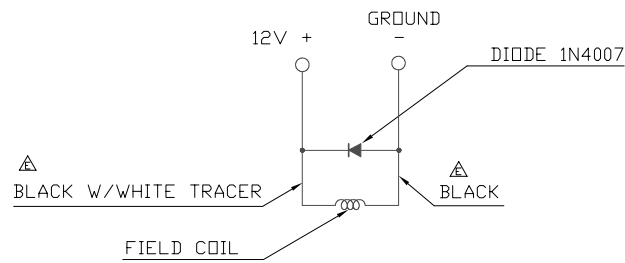 GROUND
12V + -
DIODE 1N4007
E
BLACK W/WHITE TRACER
E
BLACK
FIELD COIL